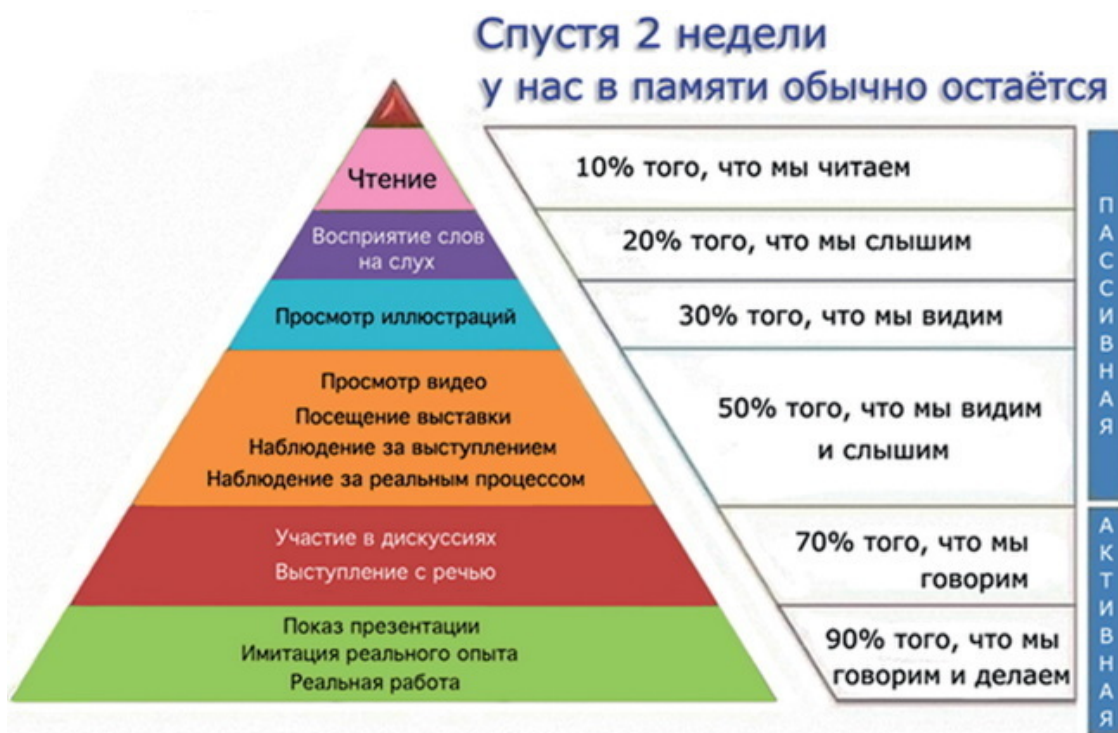 Спустя 2 недели
у нас в памяти обычно остаётся
Чтение
10% того, что мы читаем
Восприятие слов
на слух
20% того, что мы слышим
Просмотр иллюстраций
30% того, что мы видим
Просмотр видео
Посещение выставки
Наблюдение за выступлением
Наблюдение за реальным процессом
50% того, что мы видим
и слышим
Участие в дискуссиях
Выступление с речью
70% того, что мы
говорим
Показ презентации
Имитация реального опыта
Реальная работа
90% того, что мы
говорим и делаем
ПАССИВНАЯ
АКТИВНАЯ